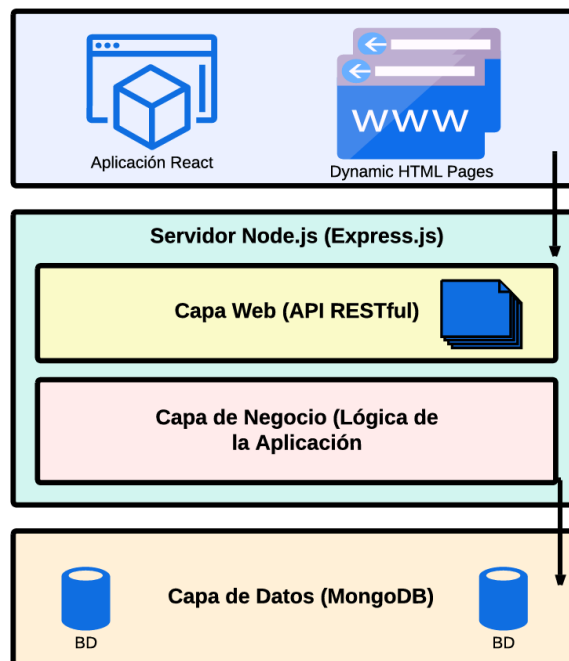 WWW
Aplicación React
Dynamic HTML Pages
Servidor Node.js (Express.js)
Capa Web (API RESTful)
Capa de Negocio (Lógica de
la Aplicación
Capa de Datos (MongoDB)
BD
BD